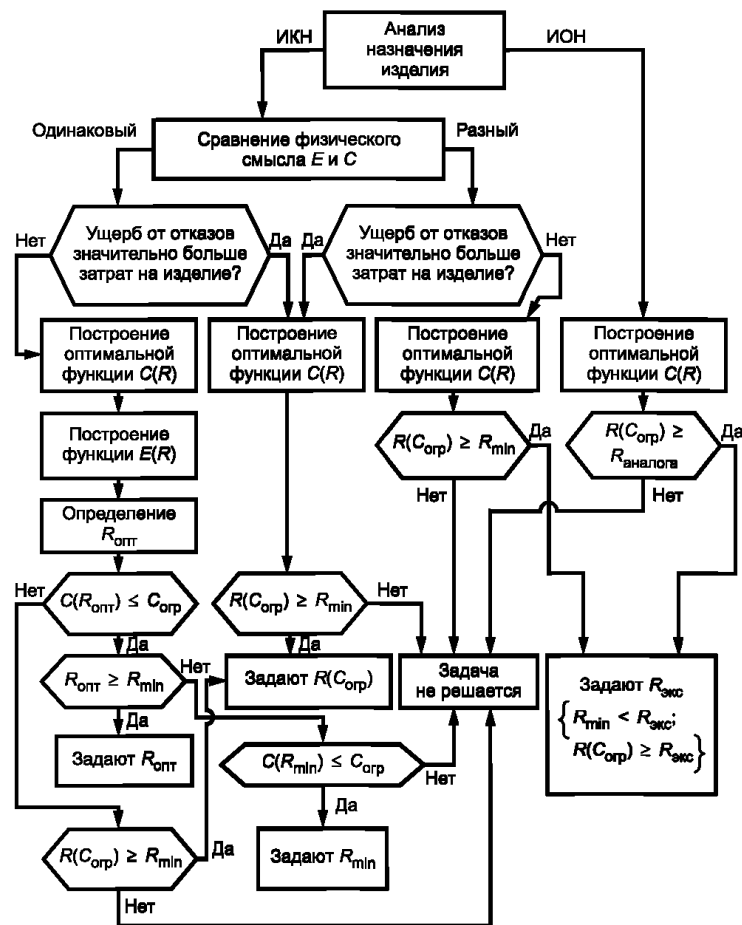 Анализ
назначения
изделия
ИКН
ИОН
Одинаковый
Сравнение физического
смысла E и C
Разный
Нет
Ущерб от отказов
значительно больше
затрат на изделие?
Да
Да
Ущерб от отказов
значительно больше
затрат на изделие?
Нет
Построение
оптимальной
функции C(R)
Построение
оптимальной
функции C(R)
Построение
оптимальной
функции C(R)
Построение
оптимальной
функции C(R)
Построение
функции E(R)
R(Cогр) ≥ Rmin
Да
Нет
R(Cогр) ≥
Rаналога
Да
Нет
Определение
Rопт
Нет
C(Rопт) ≤ Cогр
Да
R(Cогр) ≥ Rmin
Нет
Да
Rопт ≥ Rmin
Нет
Да
Задают R(Cогр)
Задача
не решается
Задают Rэкс
{Rmin < Rэкс;
R(Cогр) ≥ Rэкс}
Задают Rопт
C(Rmin) ≤ Cогр
Нет
Да
R(Cогр) ≥ Rmin
Да
Нет
Задают Rmin